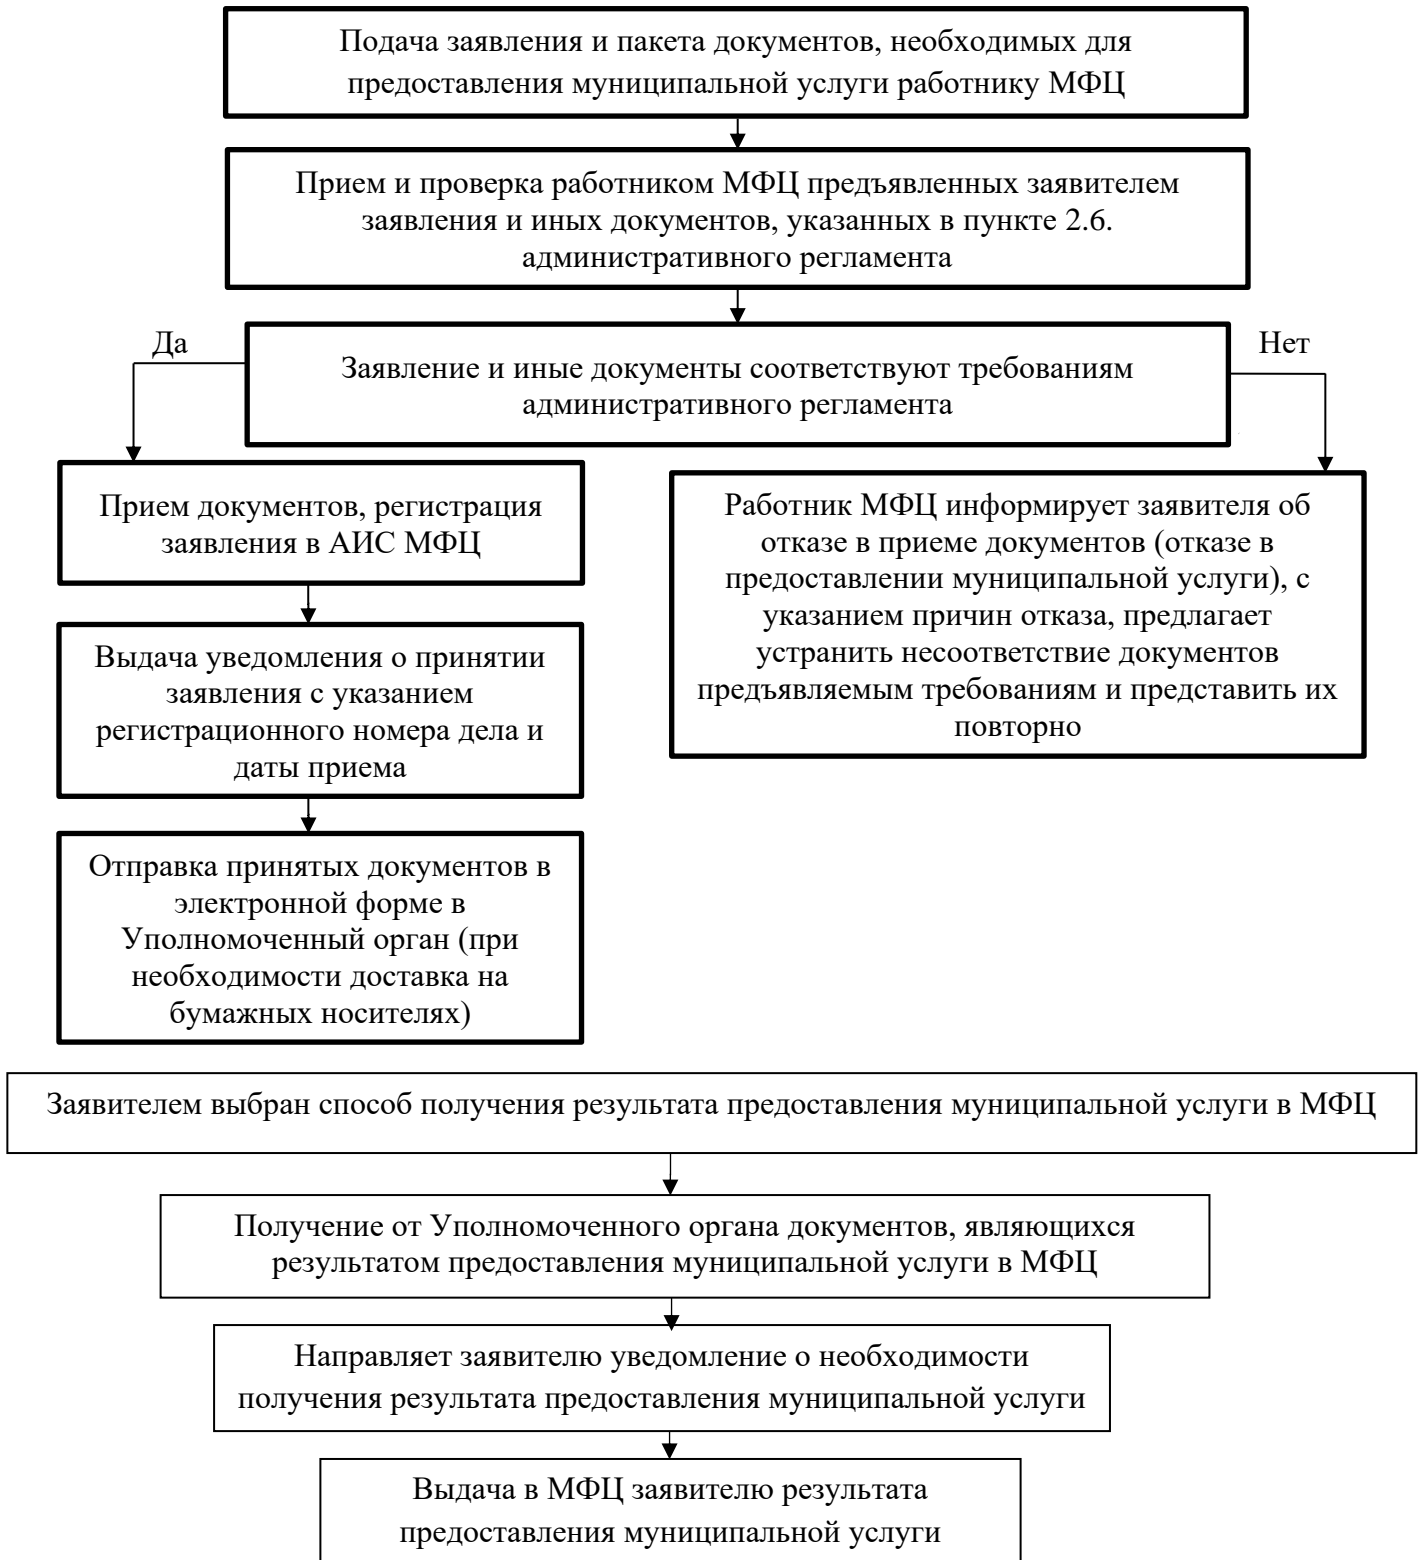 Подача заявления и пакета документов, необходимых для
предоставления муниципальной услуги работнику МФЦ
Прием и проверка работником МФЦ предъявленных заявителем
заявления и иных документов, указанных в пункте 2.6.
административного регламента
Да
Нет
Заявление и иные документы соответствуют требованиям
административного регламента
Прием документов, регистрация
заявления в АИС МФЦ
Работник МФЦ информирует заявителя об
отказе в приеме документов (отказе в
предоставлении муниципальной услуги), с
указанием причин отказа, предлагает
устранить несоответствие документов
предъявляемым требованиям и представить их
повторно
Выдача уведомления о принятии
заявления с указанием
регистрационного номера дела и
даты приема
Отправка принятых документов в
электронной форме в
Уполномоченный орган (при
необходимости доставка на
бумажных носителях)
Заявителем выбран способ получения результата предоставления муниципальной услуги в МФЦ
Получение от Уполномоченного органа документов, являющихся
результатом предоставления муниципальной услуги в МФЦ
Направляет заявителю уведомление о необходимости
получения результата предоставления муниципальной услуги
Выдача в МФЦ заявителю результата
предоставления муниципальной услуги